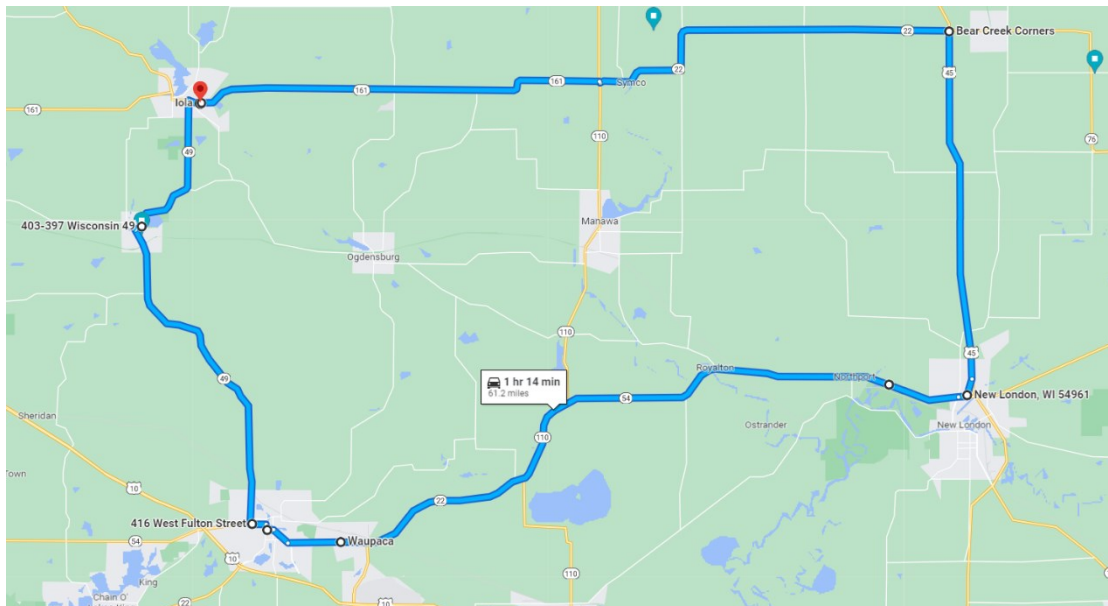 Bear Creek Corners
22
22
45
76
161
161
161
Symco
Iola
110
49
Manawa
403-397 Wisconsin 49
Ogdensburg
110
45
49
1 hr 14 min
61.2 miles
Royalton
Northport
54
New London, WI 54961
Sheridan
Ostrander
New London
110
Town
10
22
416 West Fulton Street
Waupaca
54
10
110
King
Chain O'
22
10